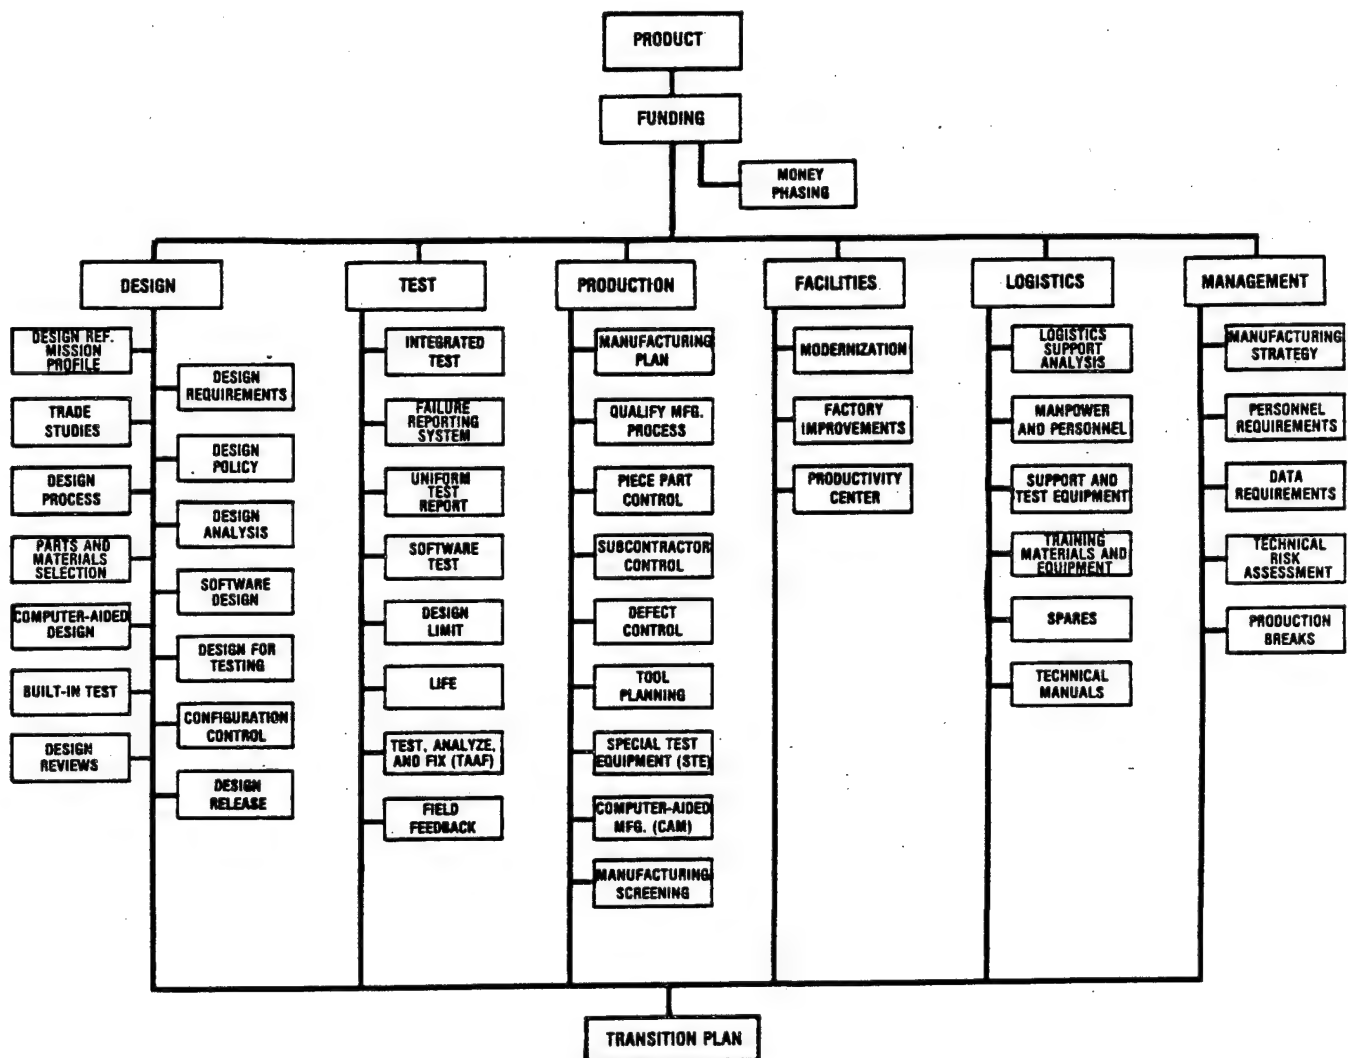 PRODUCT
FUNDING
MONEY
PHASING
DESIGN
TEST
PRODUCTION
FACILITIES
LOGISTICS
MANAGEMENT
DESIGN REF.
MISSION
PROFILE
TRADE
STUDIES
DESIGN
PROCESS
PARTS AND
MATERIALS
SELECTION
COMPUTER-AIDED
DESIGN
BUILT-IN TEST
DESIGN
REVIEWS
DESIGN
REQUIREMENTS
DESIGN
POLICY
DESIGN
ANALYSIS
SOFTWARE
DESIGN
DESIGN FOR
TESTING
CONFIGURATION
CONTROL
DESIGN
RELEASE
INTEGRATED
TEST
FAILURE
REPORTING
SYSTEM
UNIFORM
TEST
REPORT
SOFTWARE
TEST
DESIGN
LIMIT
LIFE
TEST, ANALYZE,
AND FIX (TAAF)
FIELD
FEEDBACK
MANUFACTURING
PLAN
QUALIFY MFG.
PROCESS
PIECE PART
CONTROL
SUBCONTRACTOR
CONTROL
DEFECT
CONTROL
TOOL
PLANNING
SPECIAL TEST
EQUIPMENT (STE)
COMPUTER-AIDED
MFG. (CAM)
MANUFACTURING
SCREENING
MODERNIZATION
FACTORY
IMPROVEMENTS
PRODUCTIVITY
CENTER
LOGISTICS
SUPPORT
ANALYSIS
MANPOWER
AND PERSONNEL
SUPPORT AND
TEST EQUIPMENT
TRAINING
MATERIALS AND
EQUIPMENT
SPARES
TECHNICAL
MANUALS
MANUFACTURING
STRATEGY
PERSONNEL
REQUIREMENTS
DATA
REQUIREMENTS
TECHNICAL
RISK
ASSESSMENT
PRODUCTION
BREAKS
TRANSITION PLAN